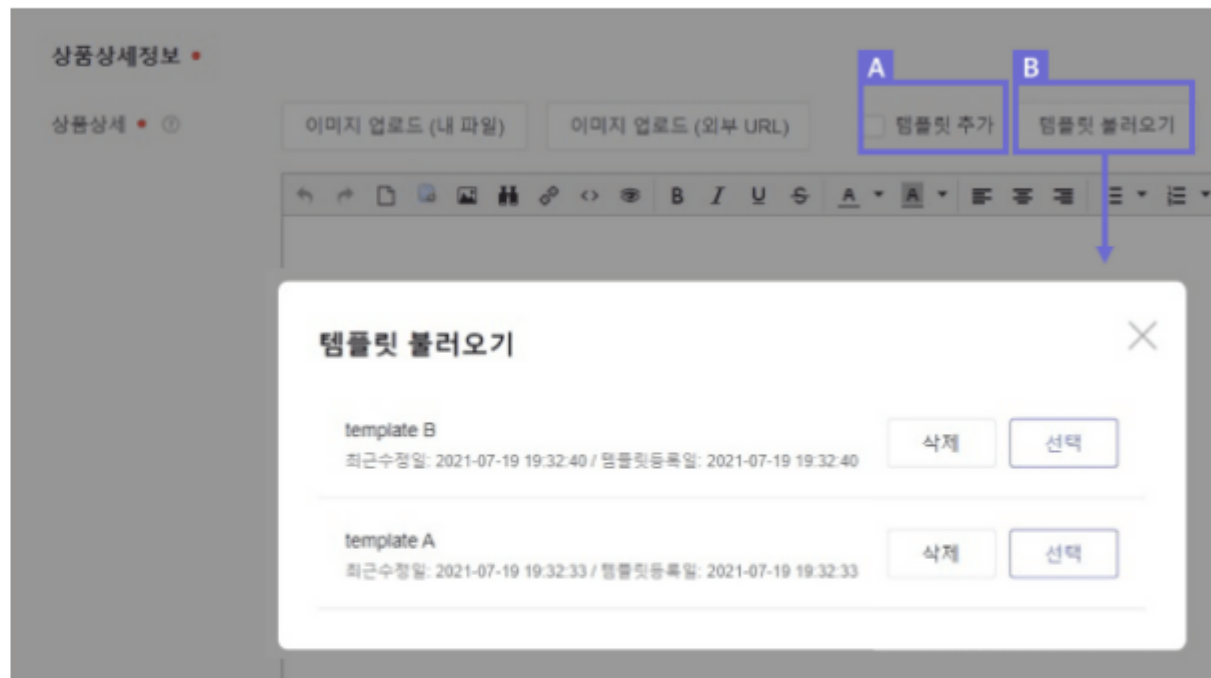 상품상세정보
A B
상품상세 이미지 업로드 (내 파일) 이미지 업로드 (외부 URL) 템플릿 추가 템플릿 불러오기
B I U S A A
템플릿 불러오기
template B
최근수정일: 2021-07-19 19:32:40 / 템플릿등록일: 2021-07-19 19:32:40 삭제 선택
template A
최근수정일: 2021-07-19 19:32:33 / 템플릿등록일: 2021-07-19 19:32:33 삭제 선택